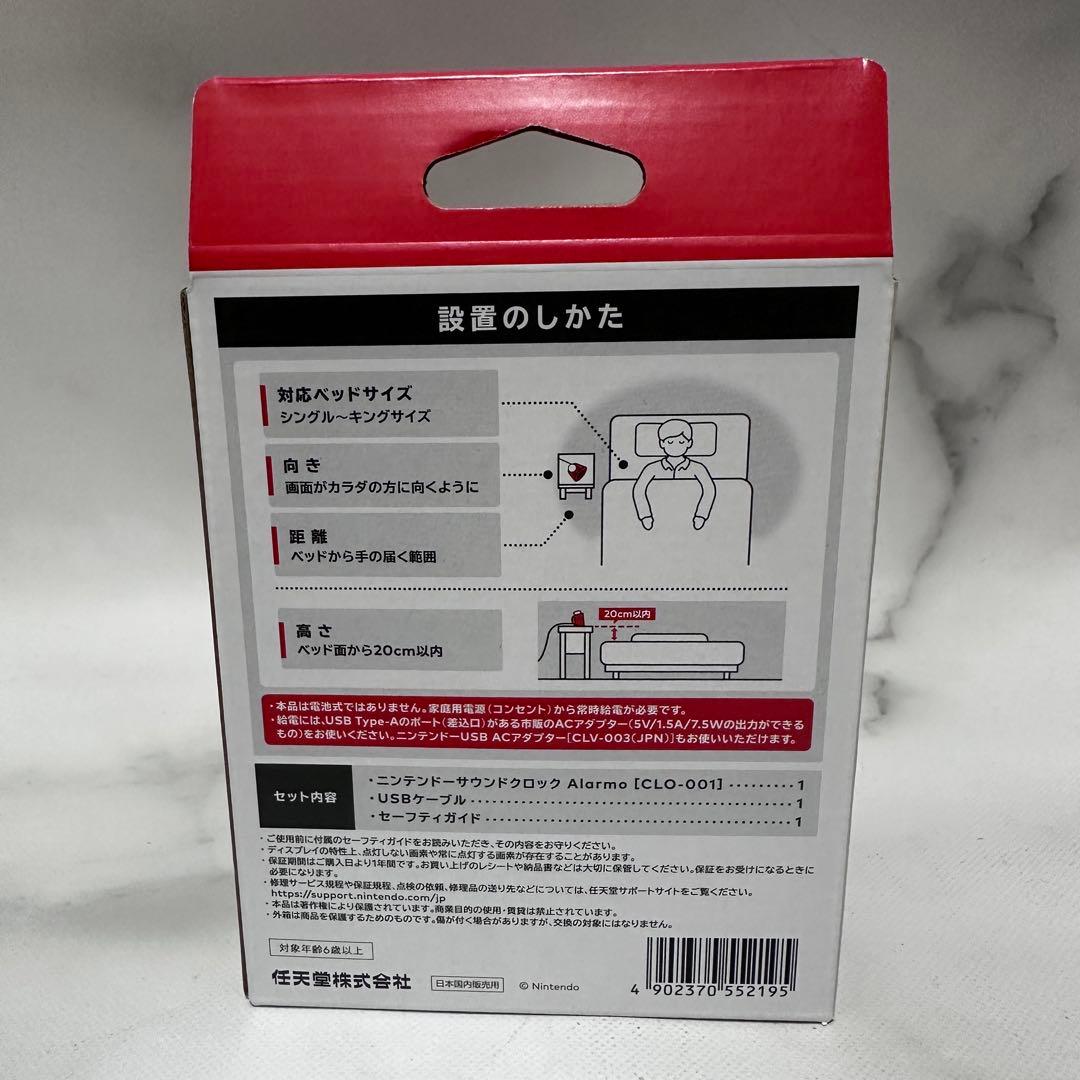 設置のしかた
対応ベッドサイズ
シングル～キングサイズ
向き
画面がカラダの方に向くように
距離
ベッドから手の届く範囲
高さ
ベッド面から20cm以内
20cm以内
・本品は電池式ではありません。家庭用電源(コンセント)から常時給電が必要です。
・給電には、USB Type-Aのポート(差込口)がある市販のACアダプター(5V/1.5A/7.5Wの出力ができる
もの)をお使いください。ニンテンドーUSB ACアダプター[CLV-003(JPN)]もお使いいただけます。
セット内容
・ニンテンドーサウンドクロック Alarmo [CLO-001] ········· 1
・USBケーブル ·········1
・セーフティガイド ·········1
・ご使用前に付属のセーフティガイドをお読みいただき、その内容をお守りください。
・ディスプレイの特性上、点灯しない画素や常に点灯する画素が存在することがあります。
・保証期間はご購入日より1年間です。お買い上げのレシートや納品書などは大切に保管してください。保証をお受けになるときに
必要になります。
・修理サービス規程や保証規程、点検の依頼、修理品の送り先などについては、任天堂サポートサイトをご覧ください。
https://support.nintendo.com/jp
・本品は著作権により保護されています。商業目的の使用・賃貸は禁止されています。
・外箱は商品を保護するためのものです。傷が付く場合がありますが、交換の対象にはなりません。
対象年齢6歳以上
任天堂株式会社
日本国内販売用
© Nintendo
4 902370 552195